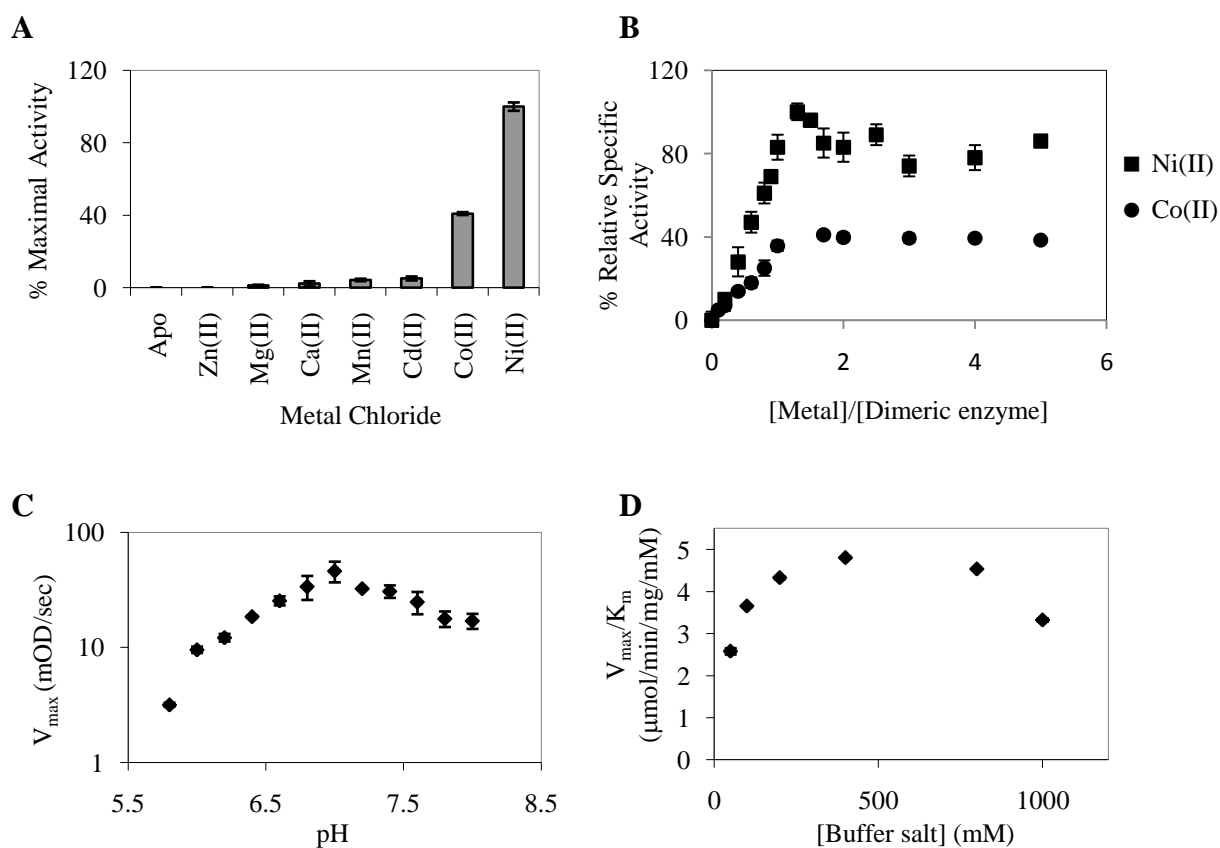 A
120
80
40
0
% Maximal Activity
Apo
Zn(II)
Mg(II)
Ca(II)
Mn(II)
Cd(II)
Co(II)
Ni(II)
Metal Chloride
B
120
80
40
0
% Relative Specific
Activity
0
2
4
6
[Metal]/[Dimeric enzyme]
Ni(II)
Co(II)
C
100
10
1
Vmax (mOD/sec)
5.5
6.5
7.5
8.5
pH
D
5
4
3
2
1
0
Vmax/Km
(μmol/min/mg/mM)
0
500
1000
[Buffer salt] (mM)